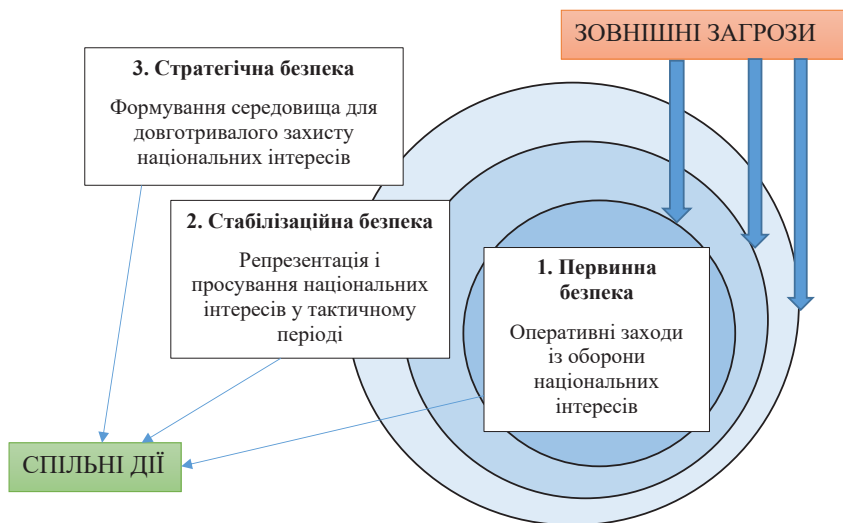 ЗОВНІШНІ ЗАГРОЗИ
3. Стратегічна безпека
Формування середовища для
довготривалого захисту
національних інтересів
2. Стабілізаційна безпека
Репрезентація і
просування національних
інтересів у тактичному
періоді
1. Первинна
безпека
Оперативні заходи
із оборони
національних
інтересів
СПІЛЬНІ ДІЇ